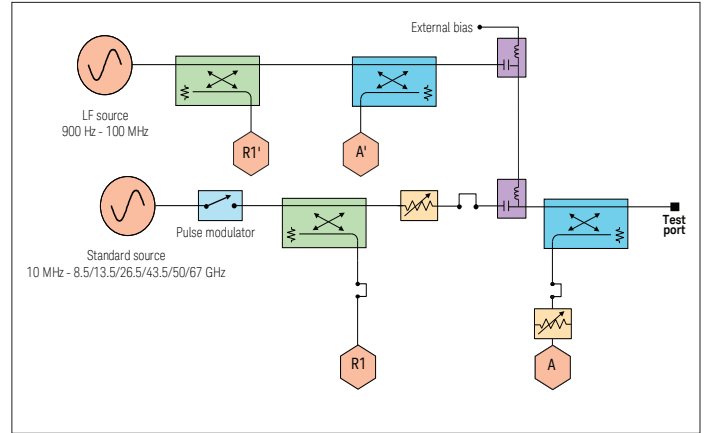 External bias
LF source
900 Hz - 100 MHz
R1'
A'
Pulse modulator
Test
port
Standard source
10 MHz - 8.5/13.5/26.5/43.5/50/67 GHz
R1
A